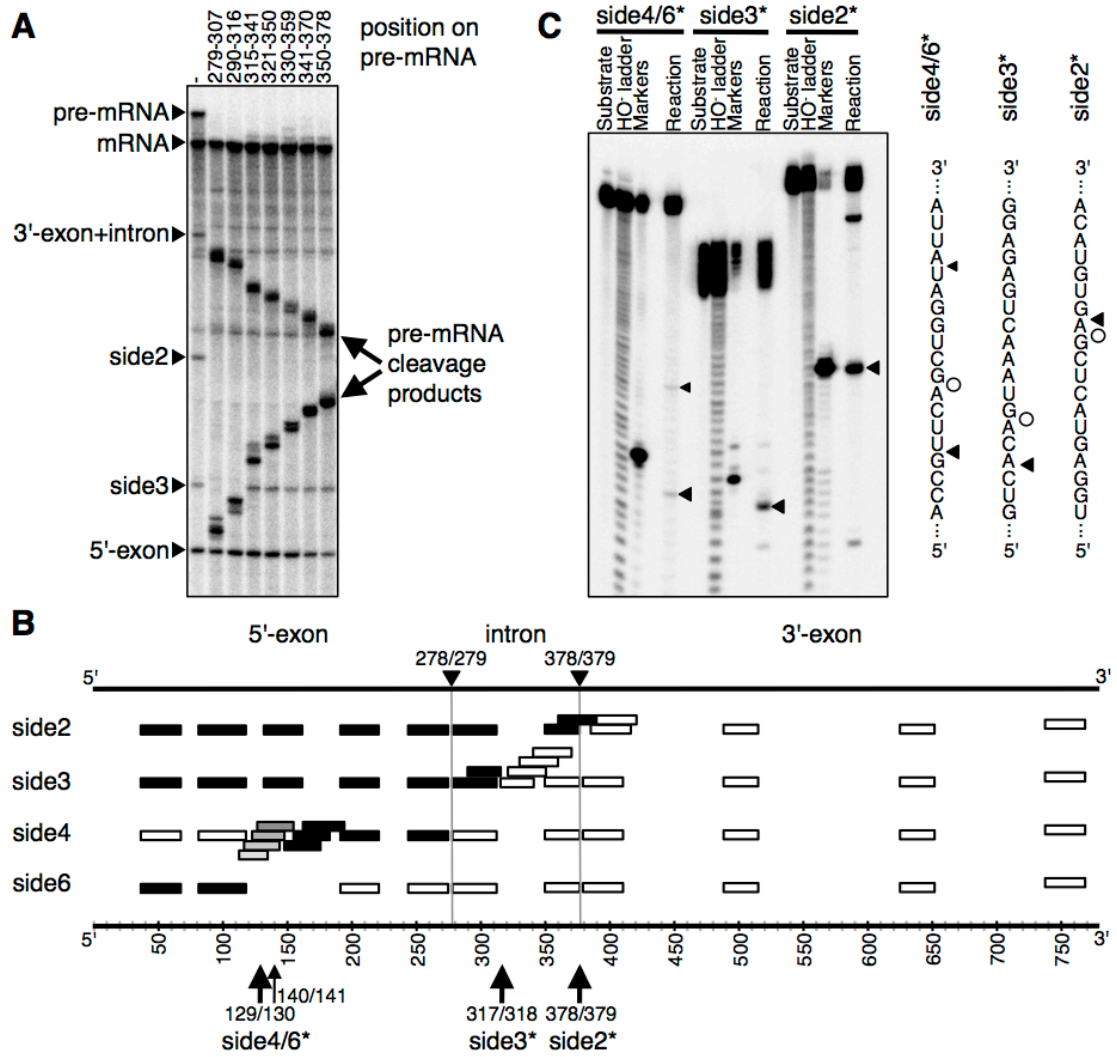 A
-
279-307
290-316
315-341
321-350
330-359
341-370
350-378
position on
pre-mRNA
pre-mRNA
mRNA
3'-exon+intron
side2
side3
5'-exon
pre-mRNA
cleavage
products
C
side4/6* side3* side2*
Substrate
HO⁻ ladder
Markers
Reaction
Substrate
HO⁻ ladder
Markers
Reaction
Substrate
HO⁻ ladder
Markers
Reaction
side4/6*
side3*
side2*
3' 3' 3'
... ... ...
A G A
U G C
U A A
A G U
U A G
A G U
G U G
G C A
U A G
C A C
G A U
A U C
C G A
U A U
U C G
G A A
C C G
C U G
A G U
... ... ...
5' 5' 5'
B
5'-exon intron 3'-exon
278/279 378/379
5' 3'
side2
side3
side4
side6
5' 50 100 150 200 250 300 350 400 450 500 550 600 650 700 750 3'
140/141
129/130 317/318 378/379
side4/6* side3* side2*